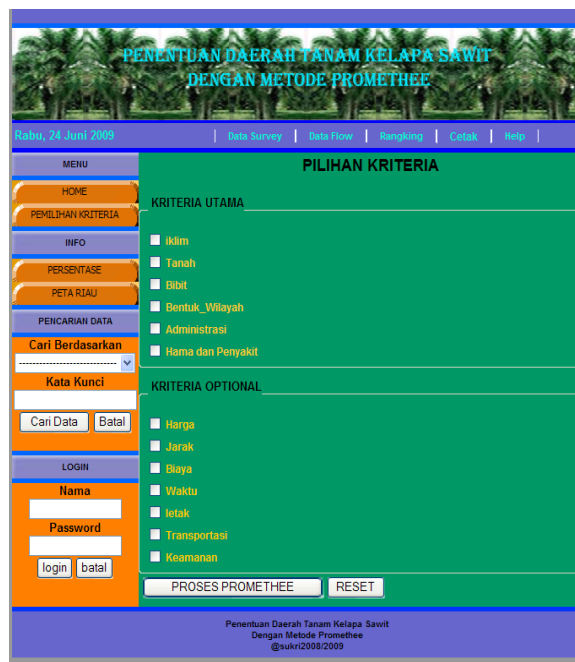 PENENTUAN DAERAH TANAM KELAPA SAWIT
DENGAN METODE PROMETHEE
Rabu, 24 Juni 2009
| Data Survey | Data Flow | Rangking | Cetak | Help |
MENU
HOME
PEMILIHAN KRITERIA
INFO
PERSENTASE
PETA RIAU
PENCARIAN DATA
Cari Berdasarkan
----------------------------
Kata Kunci
Cari Data Batal
LOGIN
Nama
Password
login batal
PILIHAN KRITERIA
KRITERIA UTAMA
iklim
Tanah
Bibit
Bentuk_Wilayah
Administrasi
Hama dan Penyakit
KRITERIA OPTIONAL
Harga
Jarak
Biaya
Waktu
letak
Transportasi
Keamanan
PROSES PROMETHEE RESET
Penentuan Daerah Tanam Kelapa Sawit
Dengan Metode Promethee
@sukri2008/2009